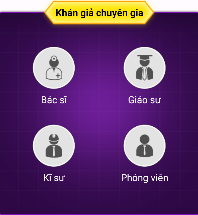 Khán giả chuyên gia
Bác sĩ
Giáo sư
Kĩ sư
Phóng viên